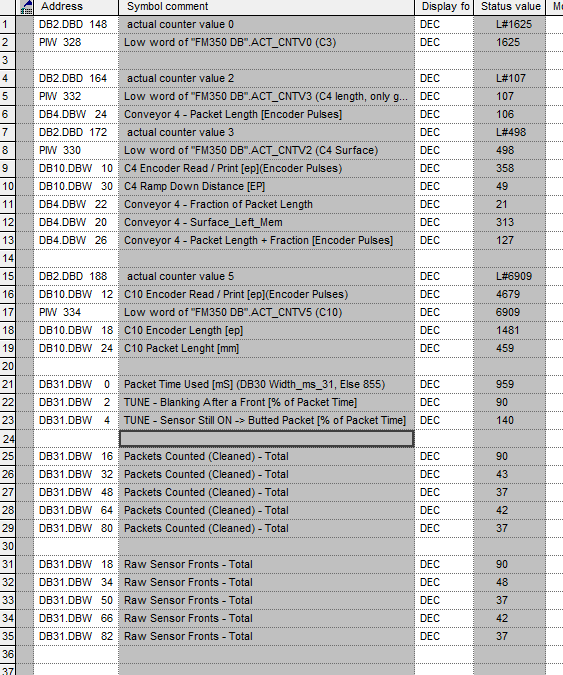 Address Symbol comment Display fo Status value Mo
1 DB2.DBD 148 actual counter value 0 DEC L#1625
2 PIW 328 Low word of "FM350 DB".ACT_CNTV0 (C3) DEC 1625
3
4 DB2.DBD 164 actual counter value 2 DEC L#107
5 PIW 332 Low word of "FM350 DB".ACT_CNTV3 (C4 length, only g... DEC 107
6 DB4.DBW 24 Conveyor 4 - Packet Length [Encoder Pulses] DEC 106
7 DB2.DBD 172 actual counter value 3 DEC L#498
8 PIW 330 Low word of "FM350 DB".ACT_CNTV2 (C4 Surface) DEC 498
9 DB10.DBW 10 C4 Encoder Read / Print [ep](Encoder Pulses) DEC 358
10 DB10.DBW 30 C4 Ramp Down Distance [EP] DEC 49
11 DB4.DBW 22 Conveyor 4 - Fraction of Packet Length DEC 21
12 DB4.DBW 20 Conveyor 4 - Surface_Left_Mem DEC 313
13 DB4.DBW 26 Conveyor 4 - Packet Length + Fraction [Encoder Pulses] DEC 127
14
15 DB2.DBD 188 actual counter value 5 DEC L#6909
16 DB10.DBW 12 C10 Encoder Read / Print [ep](Encoder Pulses) DEC 4679
17 PIW 334 Low word of "FM350 DB".ACT_CNTV5 (C10) DEC 6909
18 DB10.DBW 18 C10 Encoder Length [ep] DEC 1481
19 DB10.DBW 24 C10 Packet Lenght [mm] DEC 459
20
21 DB31.DBW 0 Packet Time Used [mS] (DB30 Width_ms_31, Else 855) DEC 959
22 DB31.DBW 2 TUNE - Blanking After a Front [% of Packet Time] DEC 90
23 DB31.DBW 4 TUNE - Sensor Still ON -> Butted Packet [% of Packet Time] DEC 140
24
25 DB31.DBW 16 Packets Counted (Cleaned) - Total DEC 90
26 DB31.DBW 32 Packets Counted (Cleaned) - Total DEC 43
27 DB31.DBW 48 Packets Counted (Cleaned) - Total DEC 37
28 DB31.DBW 64 Packets Counted (Cleaned) - Total DEC 42
29 DB31.DBW 80 Packets Counted (Cleaned) - Total DEC 37
30
31 DB31.DBW 18 Raw Sensor Fronts - Total DEC 90
32 DB31.DBW 34 Raw Sensor Fronts - Total DEC 48
33 DB31.DBW 50 Raw Sensor Fronts - Total DEC 37
34 DB31.DBW 66 Raw Sensor Fronts - Total DEC 42
35 DB31.DBW 82 Raw Sensor Fronts - Total DEC 37
36
37